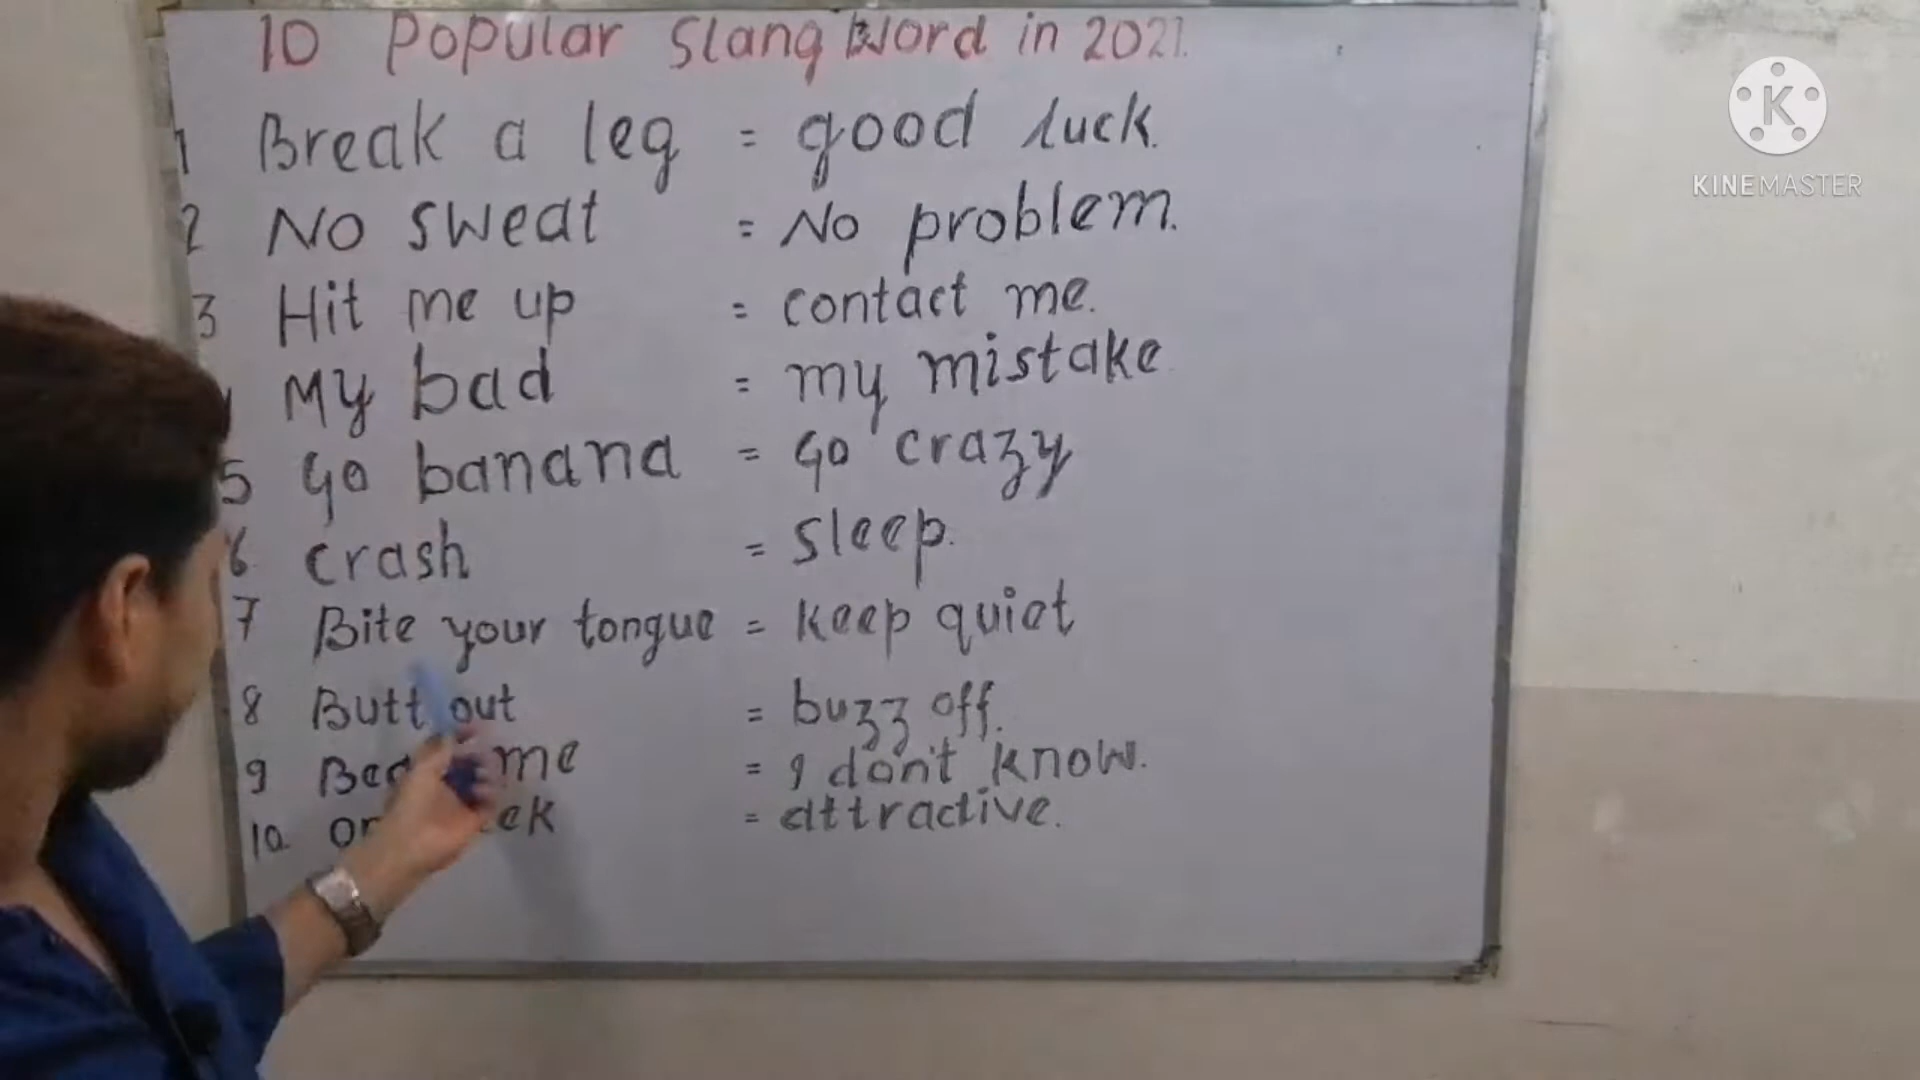 10 Popular Slang Word in 2021.
1 Break a leg = good luck.
2 No sweat = No problem.
3 Hit me up = contact me.
My bad = my mistake
5 Go banana = Go crazy
6 crash = sleep.
7 Bite your tongue = keep quiet
8 Butt out = buzz off.
9 me = I don't know.
10. = attractive.
KINEMASTER